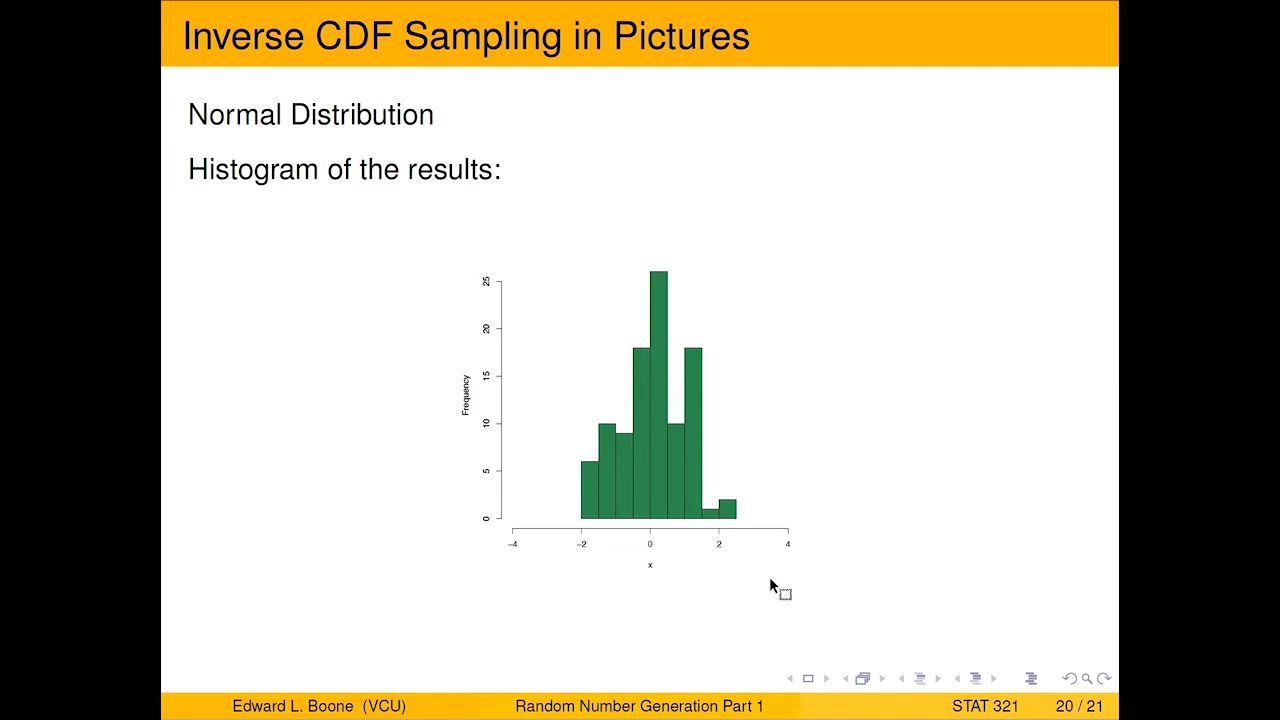 Inverse CDF Sampling in Pictures
Normal Distribution
Histogram of the results:
25
20
15
10
5
0
Frequency
−4 −2 0 2 4
x
Edward L. Boone (VCU) Random Number Generation Part 1 STAT 321 20 / 21